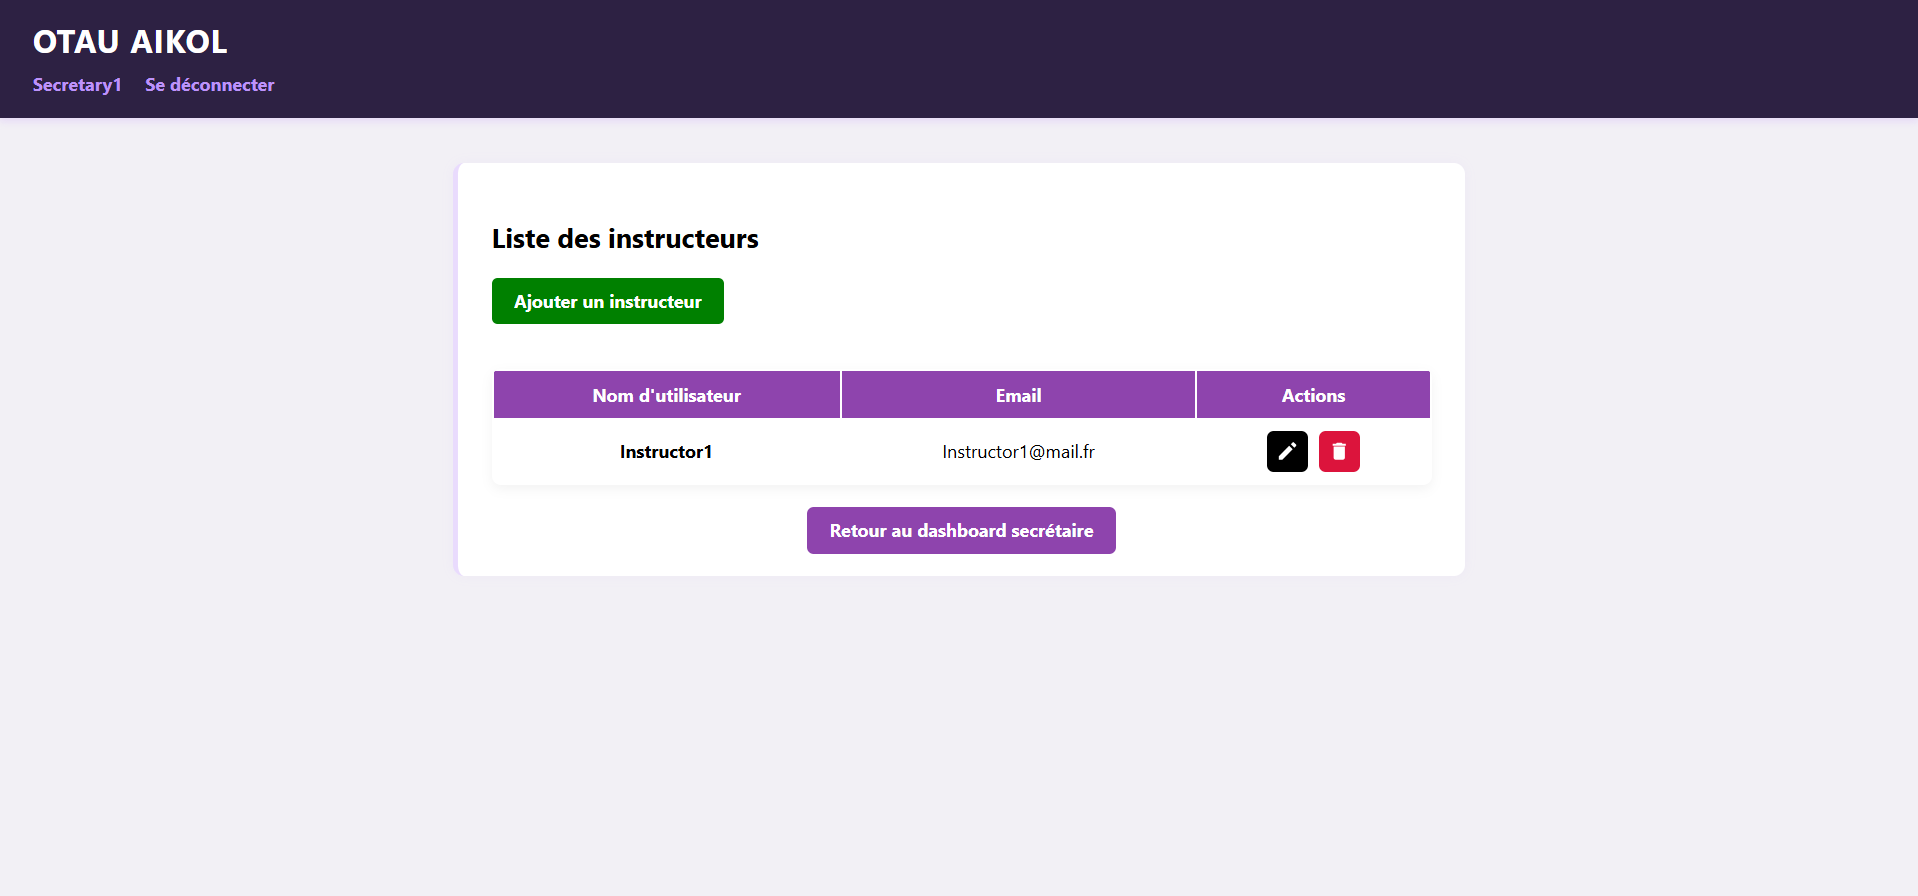 OTAU AIKOL
Secretary1 Se déconnecter
Liste des instructeurs
Ajouter un instructeur
Nom d'utilisateur Email Actions
Instructor1 Instructor1@mail.fr
Retour au dashboard secrétaire